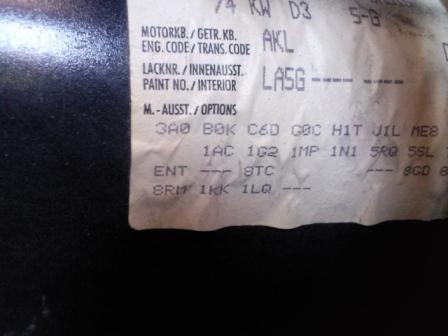 74 KW D3 5-G
MOTORKB. / GETR. KB. AKL
ENG. CODE / TRANS. CODE
LACKNR. / INNENAUSST. LA5G --- ---
PAINT NO. / INTERIOR
M. - AUSST. / OPTIONS
3A0 B0K C6D G0C H1T J1L ME8
1AC 1G2 1MP 1N1 5RQ 5SL
ENT --- 8TC --- 8GD
8RM 1KK 1LQ ---